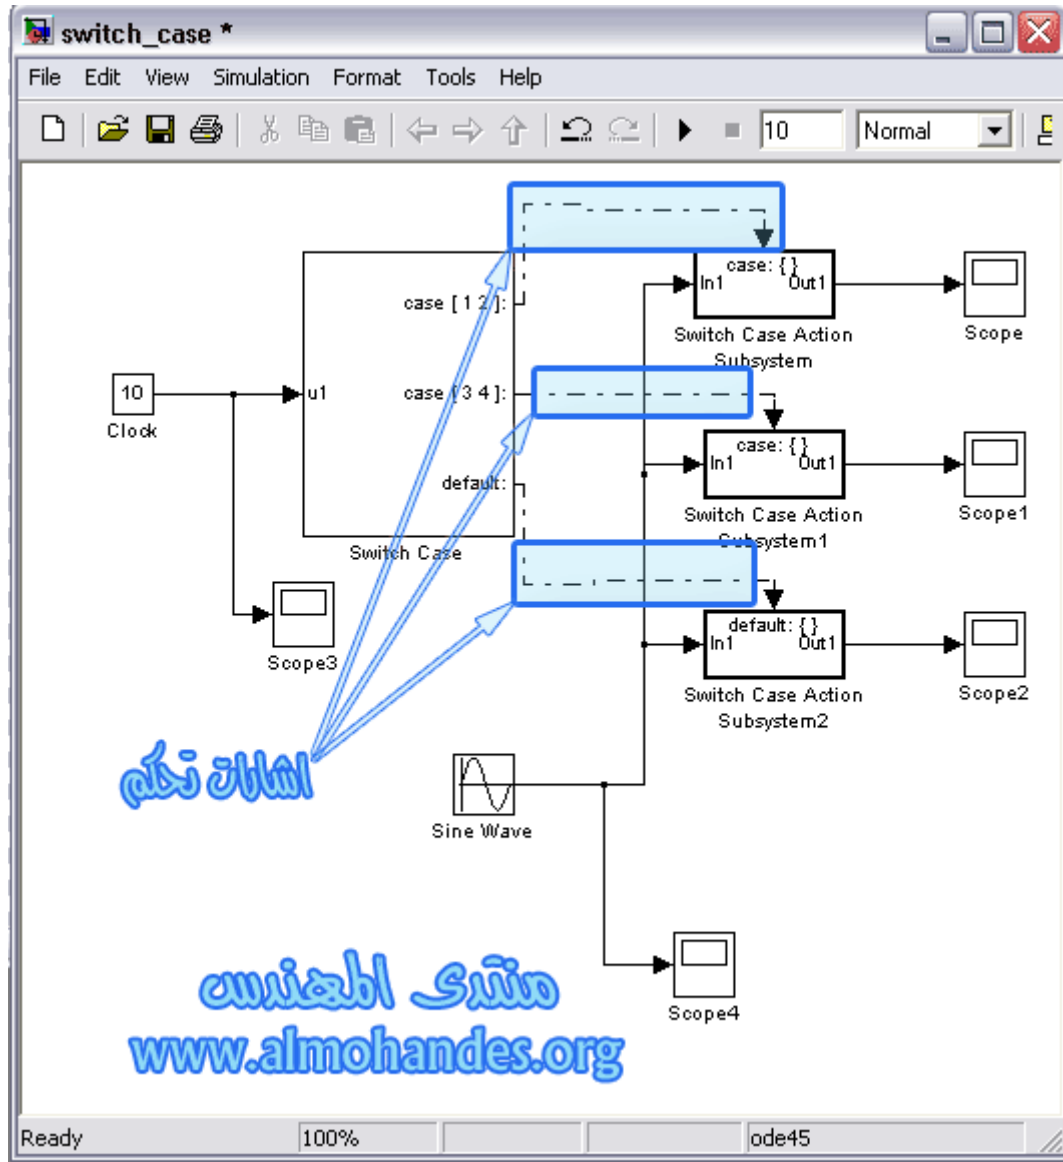 switch_case *
File Edit View Simulation Format Tools Help
10 Normal
case: { }
In1 Out1
Switch Case Action
Subsystem
Scope
case [ 1 2 ]:
10
Clock
u1
case [ 3 4 ]:
case: { }
In1 Out1
Switch Case Action
Subsystem1
Scope1
default:
Switch Case
Scope3
default: { }
In1 Out1
Switch Case Action
Subsystem2
Scope2
اشارات تحكم
Sine Wave
Scope4
منتدى المهندس
www.almohandes.org
Ready 100% ode45